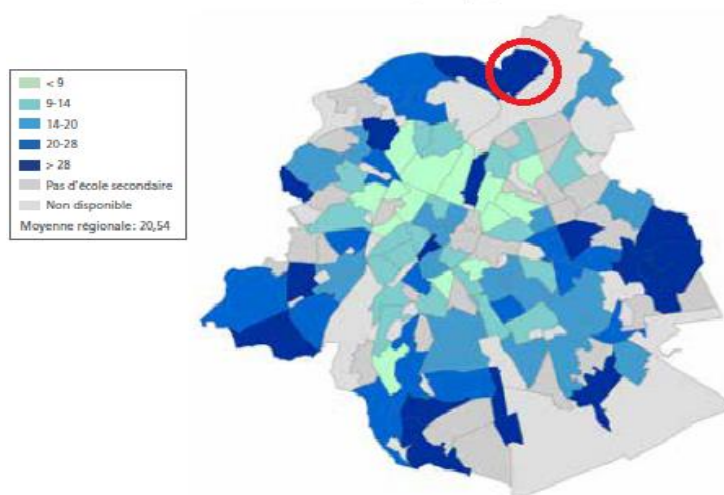 < 9
9-14
14-20
20-28
> 28
Pas d'école secondaire
Non disponible
Moyenne régionale: 20,54